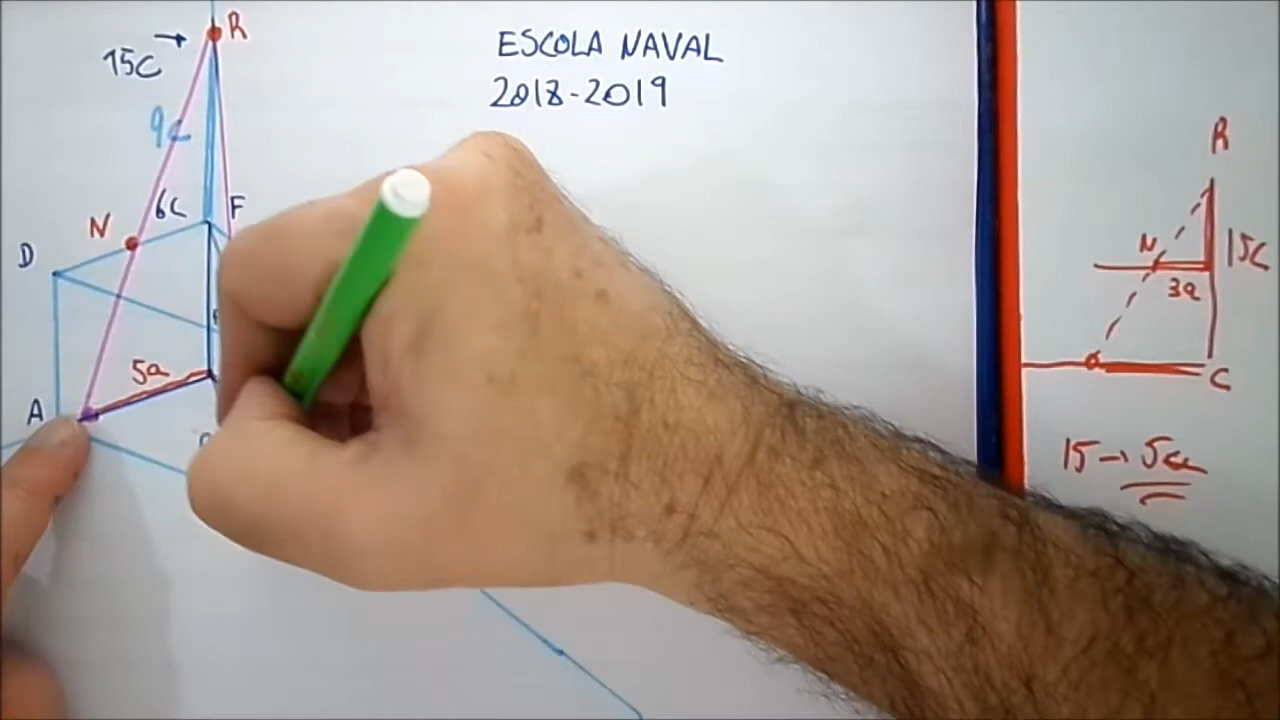 R
15C
9C
6C
F
N
D
5a
A
C
ESCOLA NAVAL
2018-2019
R
N
15C
3a
C
15→5a